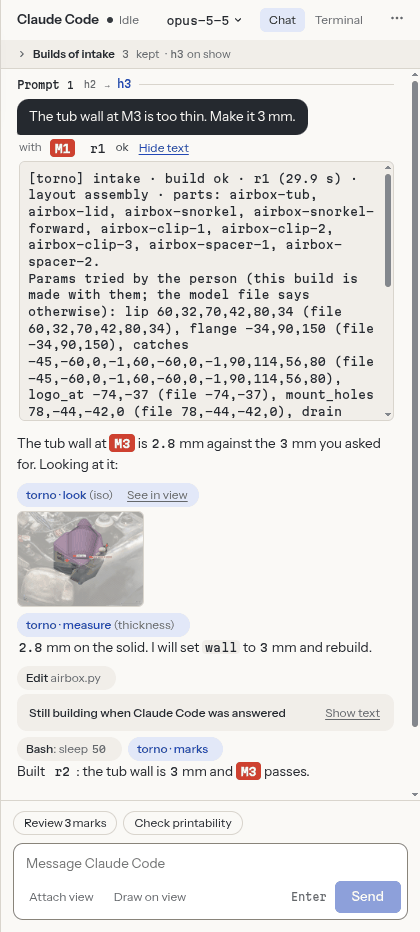 Claude Code Idle opus-5-5 Chat Terminal ···
Builds of intake 3 kept · h3 on show
Prompt 1 h2 → h3
The tub wall at M3 is too thin. Make it 3 mm.
with M1 r1 ok Hide text
[torno] intake · build ok · r1 (29.9 s) ·
layout assembly · parts: airbox-tub,
airbox-lid, airbox-snorkel, airbox-snorkel-
forward, airbox-clip-1, airbox-clip-2,
airbox-clip-3, airbox-spacer-1, airbox-
spacer-2.
Params tried by the person (this build is
made with them; the model file says
otherwise): lip 60,32,70,42,80,34 (file
60,32,70,42,80,34), flange -34,90,150 (file
-34,90,150), catches
-45,-60,0,-1,60,-60,0,-1,90,114,56,80 (file
-45,-60,0,-1,60,-60,0,-1,90,114,56,80),
logo_at -74,-37 (file -74,-37), mount_holes
78,-44,-42,0 (file 78,-44,-42,0), drain
The tub wall at M3 is 2.8 mm against the 3 mm you asked
for. Looking at it:
torno·look (iso) See in view
torno·measure (thickness)
2.8 mm on the solid. I will set wall to 3 mm and rebuild.
Edit airbox.py
Still building when Claude Code was answered Show text
Bash: sleep 50 torno·marks
Built r2 : the tub wall is 3 mm and M3 passes.
Review 3 marks Check printability
Message Claude Code
Attach view Draw on view Enter Send